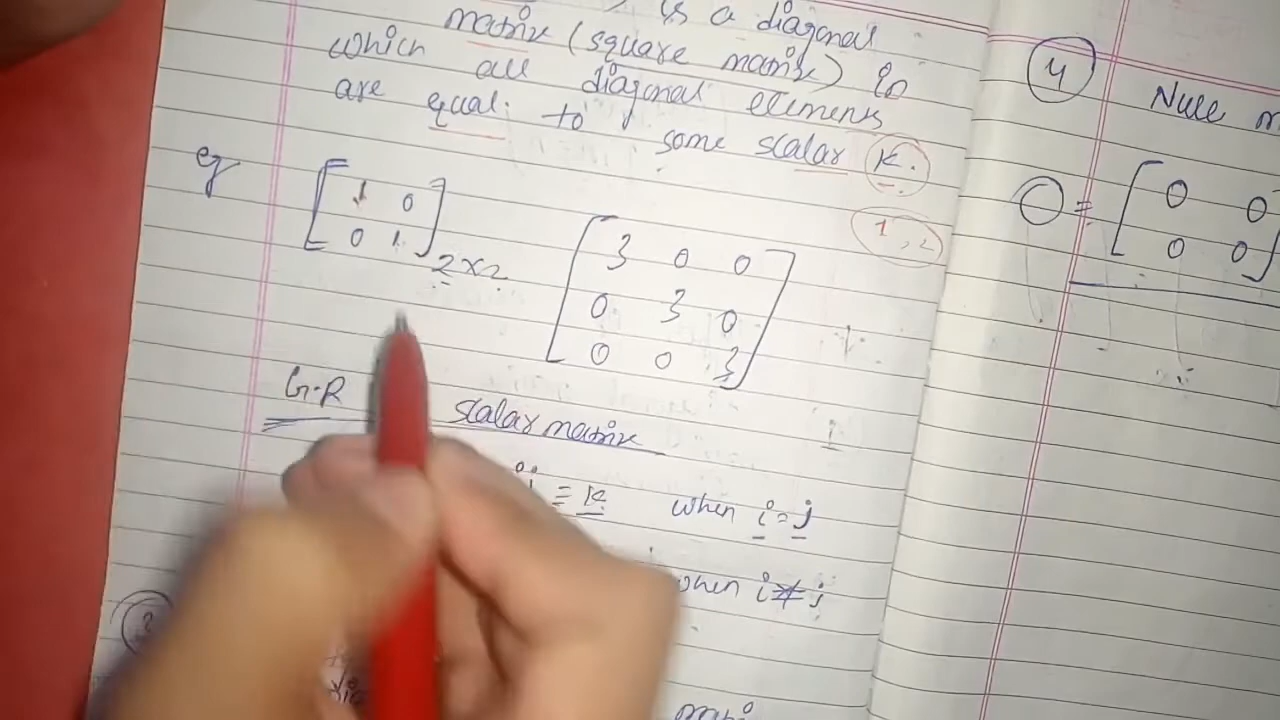 is a diagonal
matrix (square matrix) in
which all diagonal elements
are equal to some scalar K.
eg
1 0
0 1
2x2
3 0 0
0 3 0
0 0 3
1, 2
G.R scalar matrix
= K when i = j
when i ≠ j
4
Null
O = 0 0
0 0